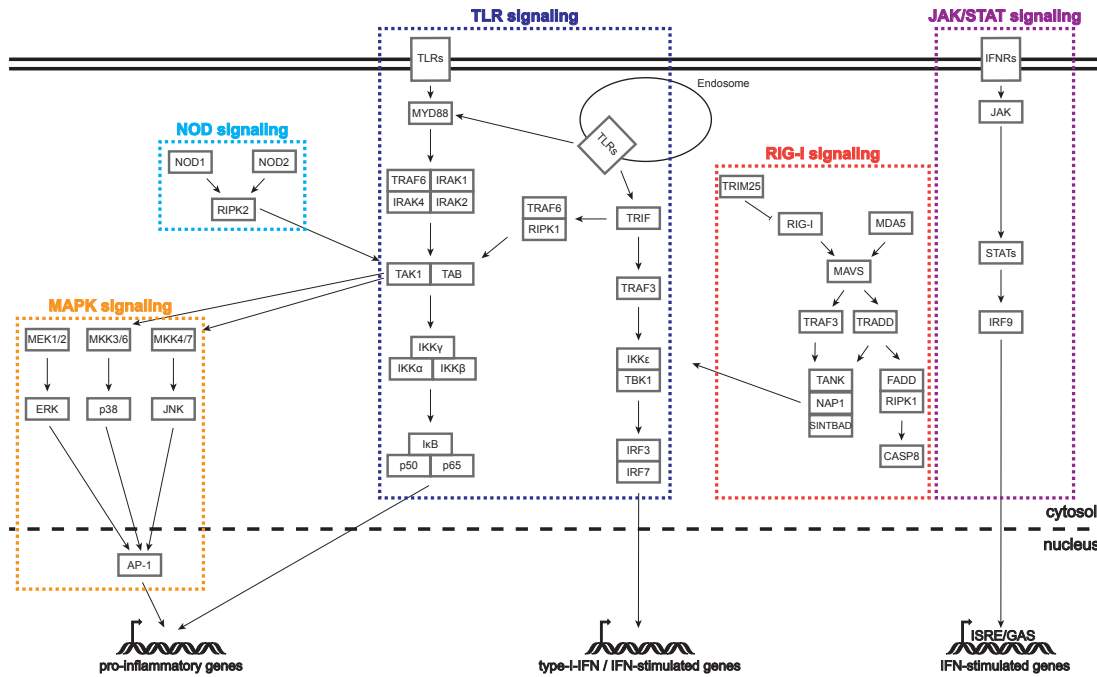 TLR signaling
JAK/STAT signaling
TLRs
IFNRs
Endosome
MYD88
JAK
NOD signaling
TLRs
RIG-I signaling
NOD1
NOD2
TRAF6 IRAK1
IRAK4 IRAK2
TRIM25
RIPK2
TRAF6
RIPK1
TRIF
RIG-I
MDA5
TAK1 TAB
MAVS
STATs
TRAF3
MAPK signaling
MEK1/2
MKK3/6
MKK4/7
TRAF3
TRADD
IRF9
IKKγ
IKKα IKKβ
IKKε
TBK1
TANK
NAP1
SINTBAD
FADD
RIPK1
ERK
p38
JNK
IκB
p50 p65
IRF3
IRF7
CASP8
cytosol
nucleus
AP-1
ISRE/GAS
pro-inflammatory genes
type-I-IFN / IFN-stimulated genes
IFN-stimulated genes